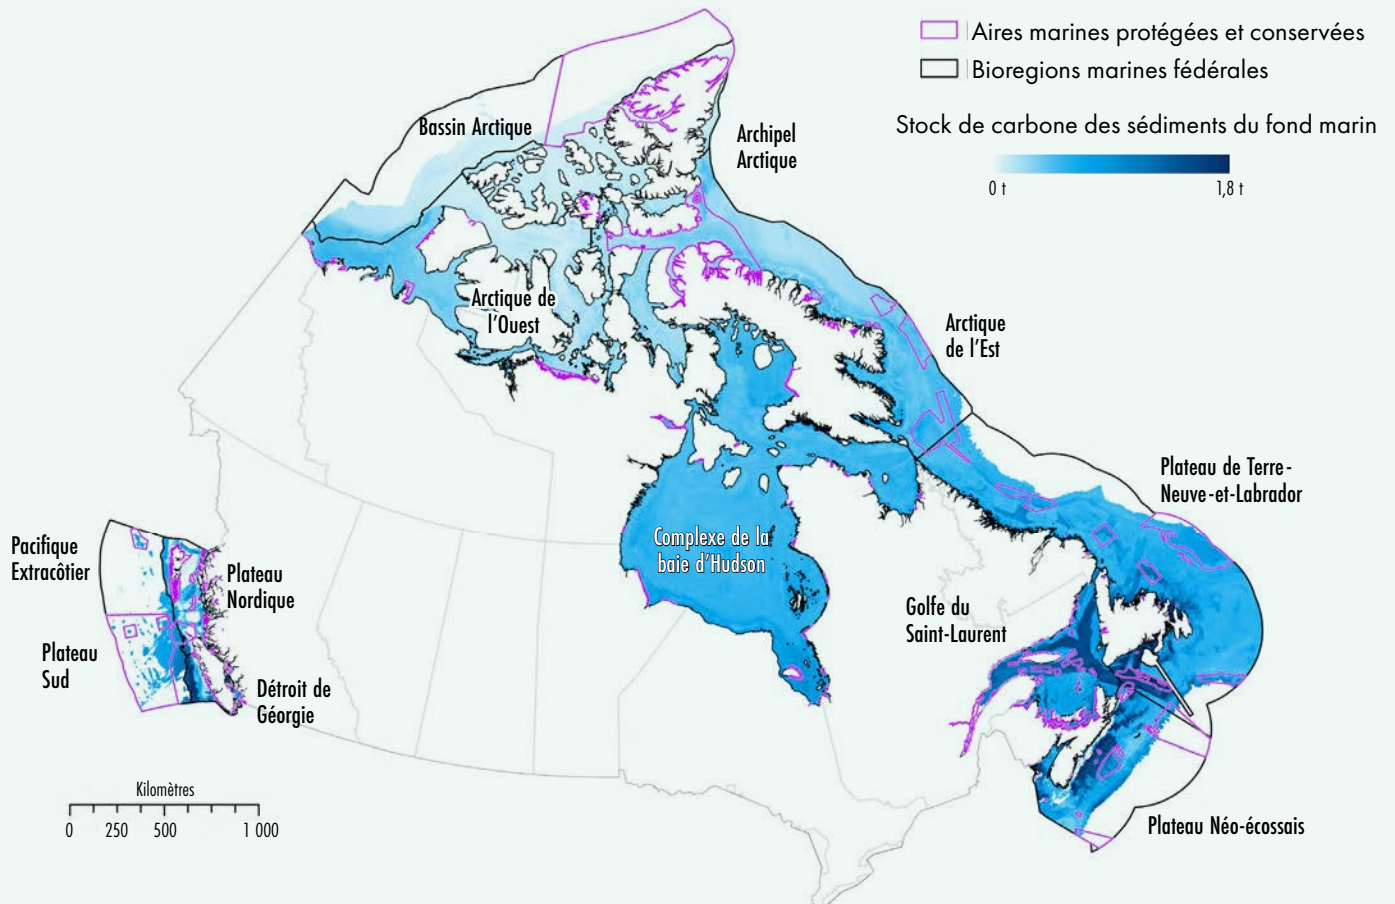 Aires marines protégées et conservées
Bioregions marines fédérales
Stock de carbone des sédiments du fond marin
0 t
1,8 t
Bassin Arctique
Archipel
Arctique
Arctique de
l'Ouest
Arctique
de l'Est
Plateau de Terre-
Neuve-et-Labrador
Pacifique
Extracôtier
Plateau
Nordique
Complexe de la
baie d'Hudson
Golfe du
Saint-Laurent
Plateau
Sud
Détroit de
Géorgie
Kilomètres
0 250 500 1 000
Plateau Néo-écossais